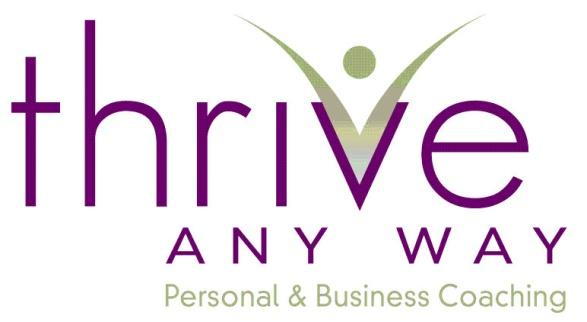 thrive
ANY WAY
Personal & Business Coaching